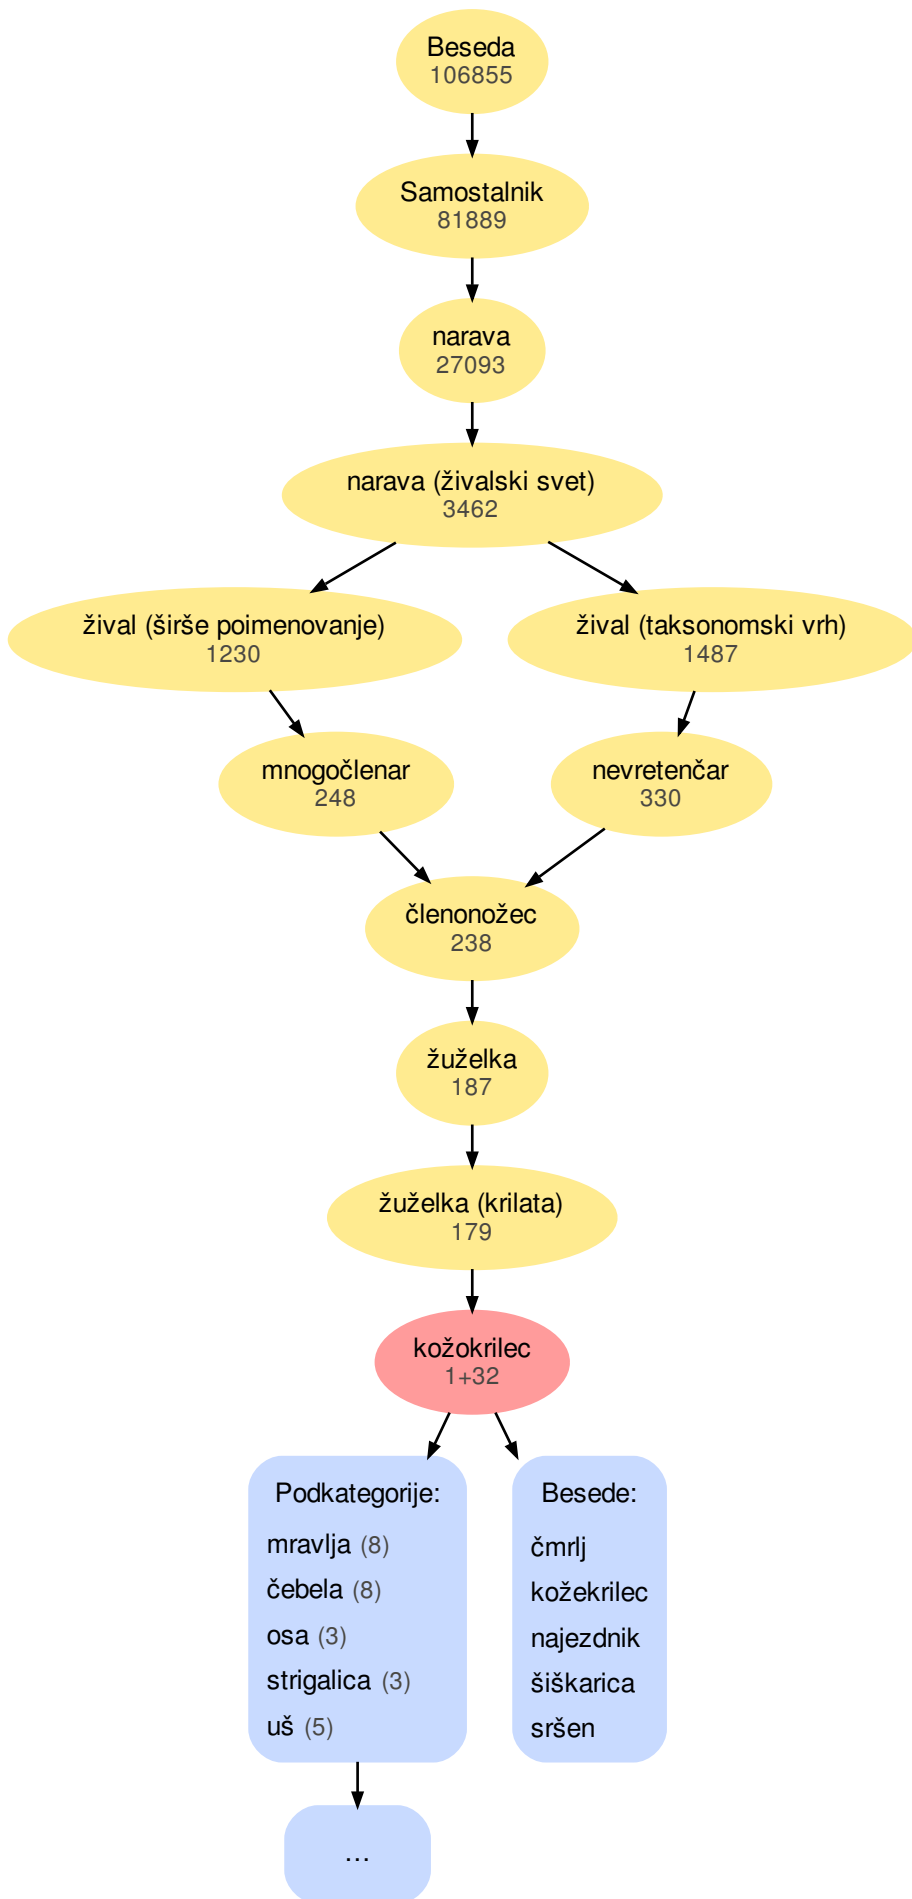 Beseda
106855
Samostalnik
81889
narava
27093
narava (živalski svet)
3462
žival (širše poimenovanje)
1230
žival (taksonomski vrh)
1487
mnogočlenar
248
nevretenčar
330
členonožec
238
žuželka
187
žuželka (krilata)
179
kožokrilec
1+32
Podkategorije:
mravlja (8)
čebela (8)
osa (3)
strigalica (3)
uš (5)
Besede:
čmrlj
kožekrilec
najezdnik
šiškarica
sršen
...